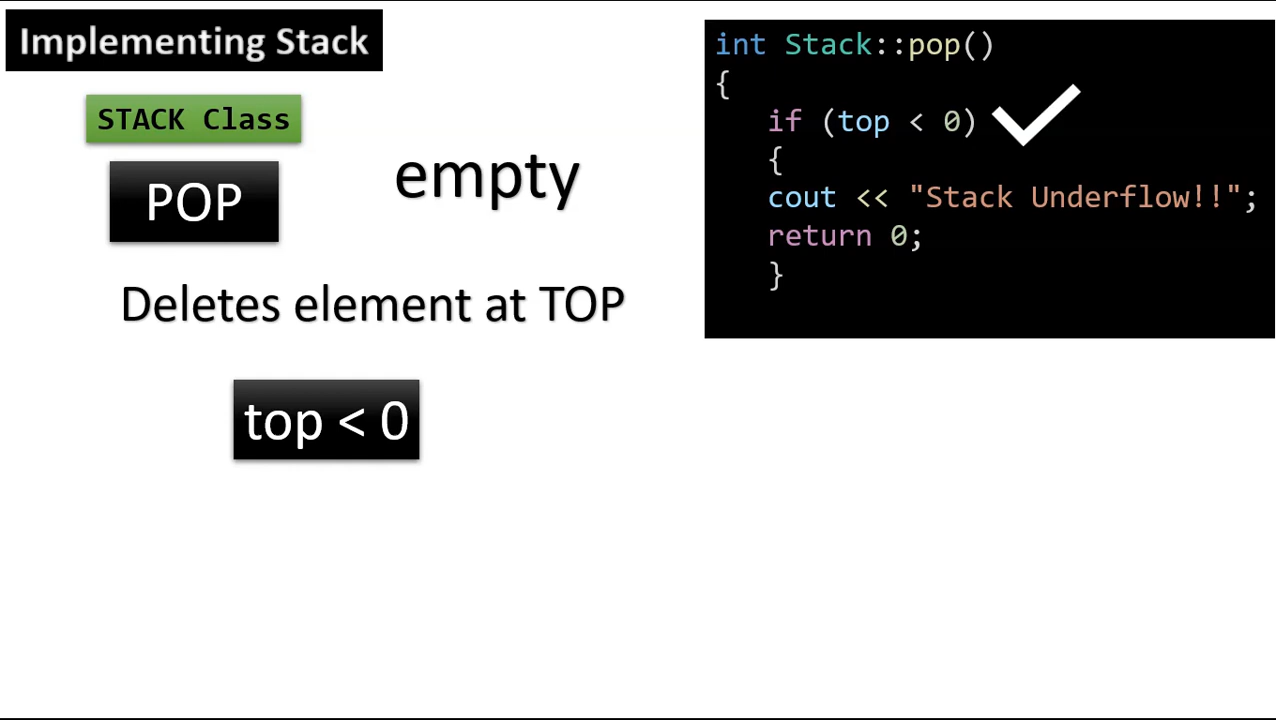 Implementing Stack
STACK Class
POP
empty
Deletes element at TOP
top < 0
int Stack::pop()
{
if (top < 0)
{
cout << "Stack Underflow!!";
return 0;
}